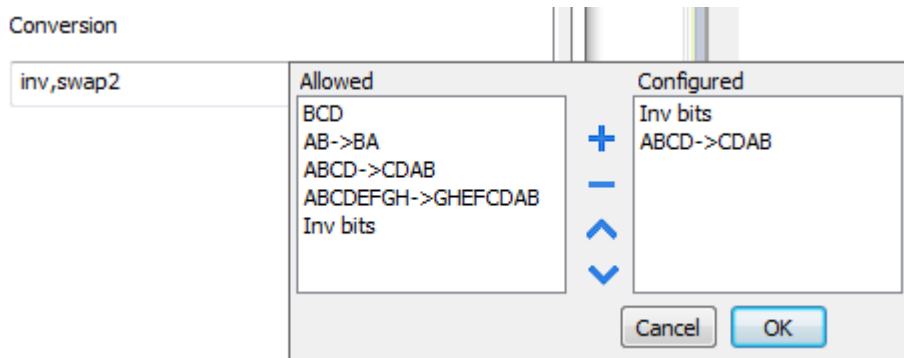 Conversion
inv,swap2
Allowed
BCD
AB->BA
ABCD->CDAB
ABCDEFGH->GHEFCDAB
Inv bits
Configured
Inv bits
ABCD->CDAB
Cancel
OK